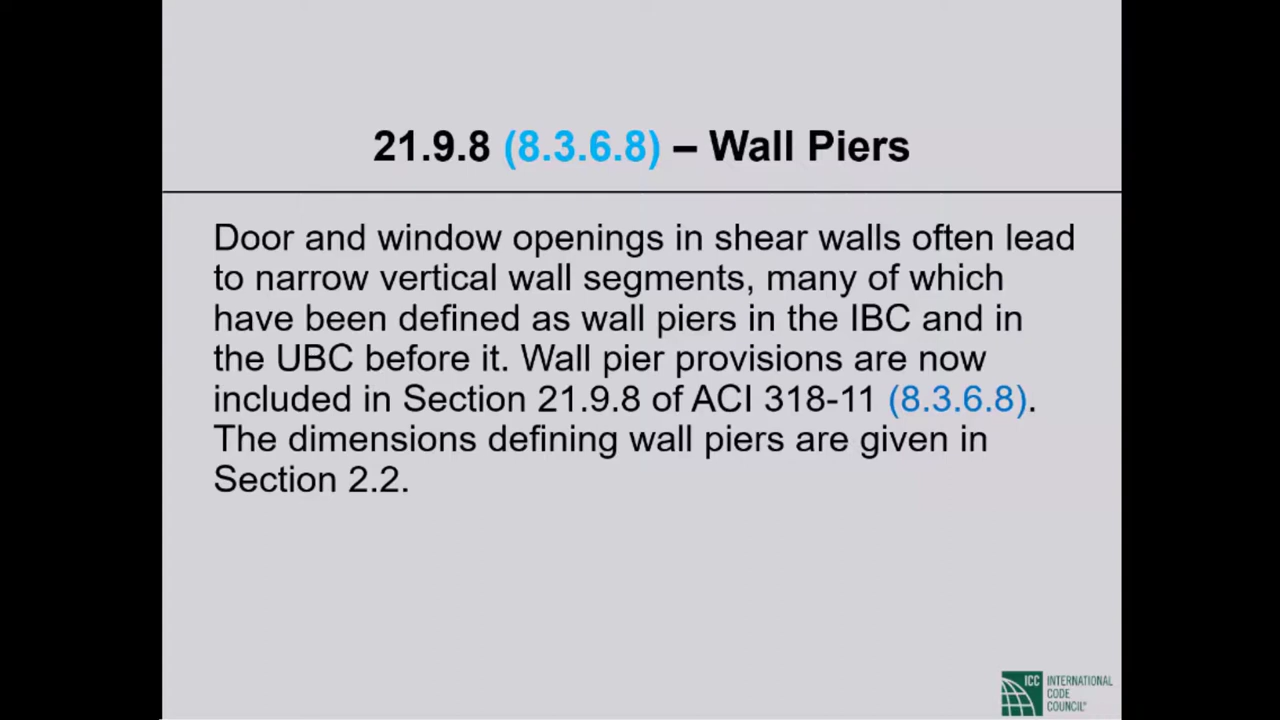 21.9.8 (8.3.6.8) – Wall Piers
Door and window openings in shear walls often lead
to narrow vertical wall segments, many of which
have been defined as wall piers in the IBC and in
the UBC before it. Wall pier provisions are now
included in Section 21.9.8 of ACI 318-11 (8.3.6.8).
The dimensions defining wall piers are given in
Section 2.2.
ICC
INTERNATIONAL
CODE
COUNCIL®